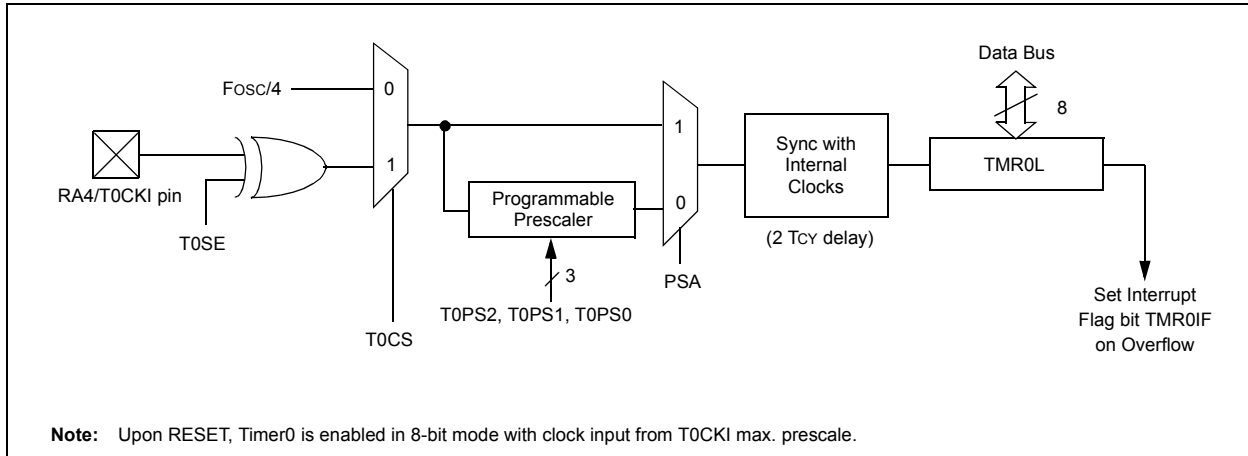 Data Bus
8
FOSC/4
0
1
RA4/T0CKI pin
T0SE
T0CS
Programmable
Prescaler
3
T0PS2, T0PS1, T0PS0
1
0
PSA
Sync with
Internal
Clocks
(2 TCY delay)
TMR0L
Set Interrupt
Flag bit TMR0IF
on Overflow
Note: Upon RESET, Timer0 is enabled in 8-bit mode with clock input from T0CKI max. prescale.